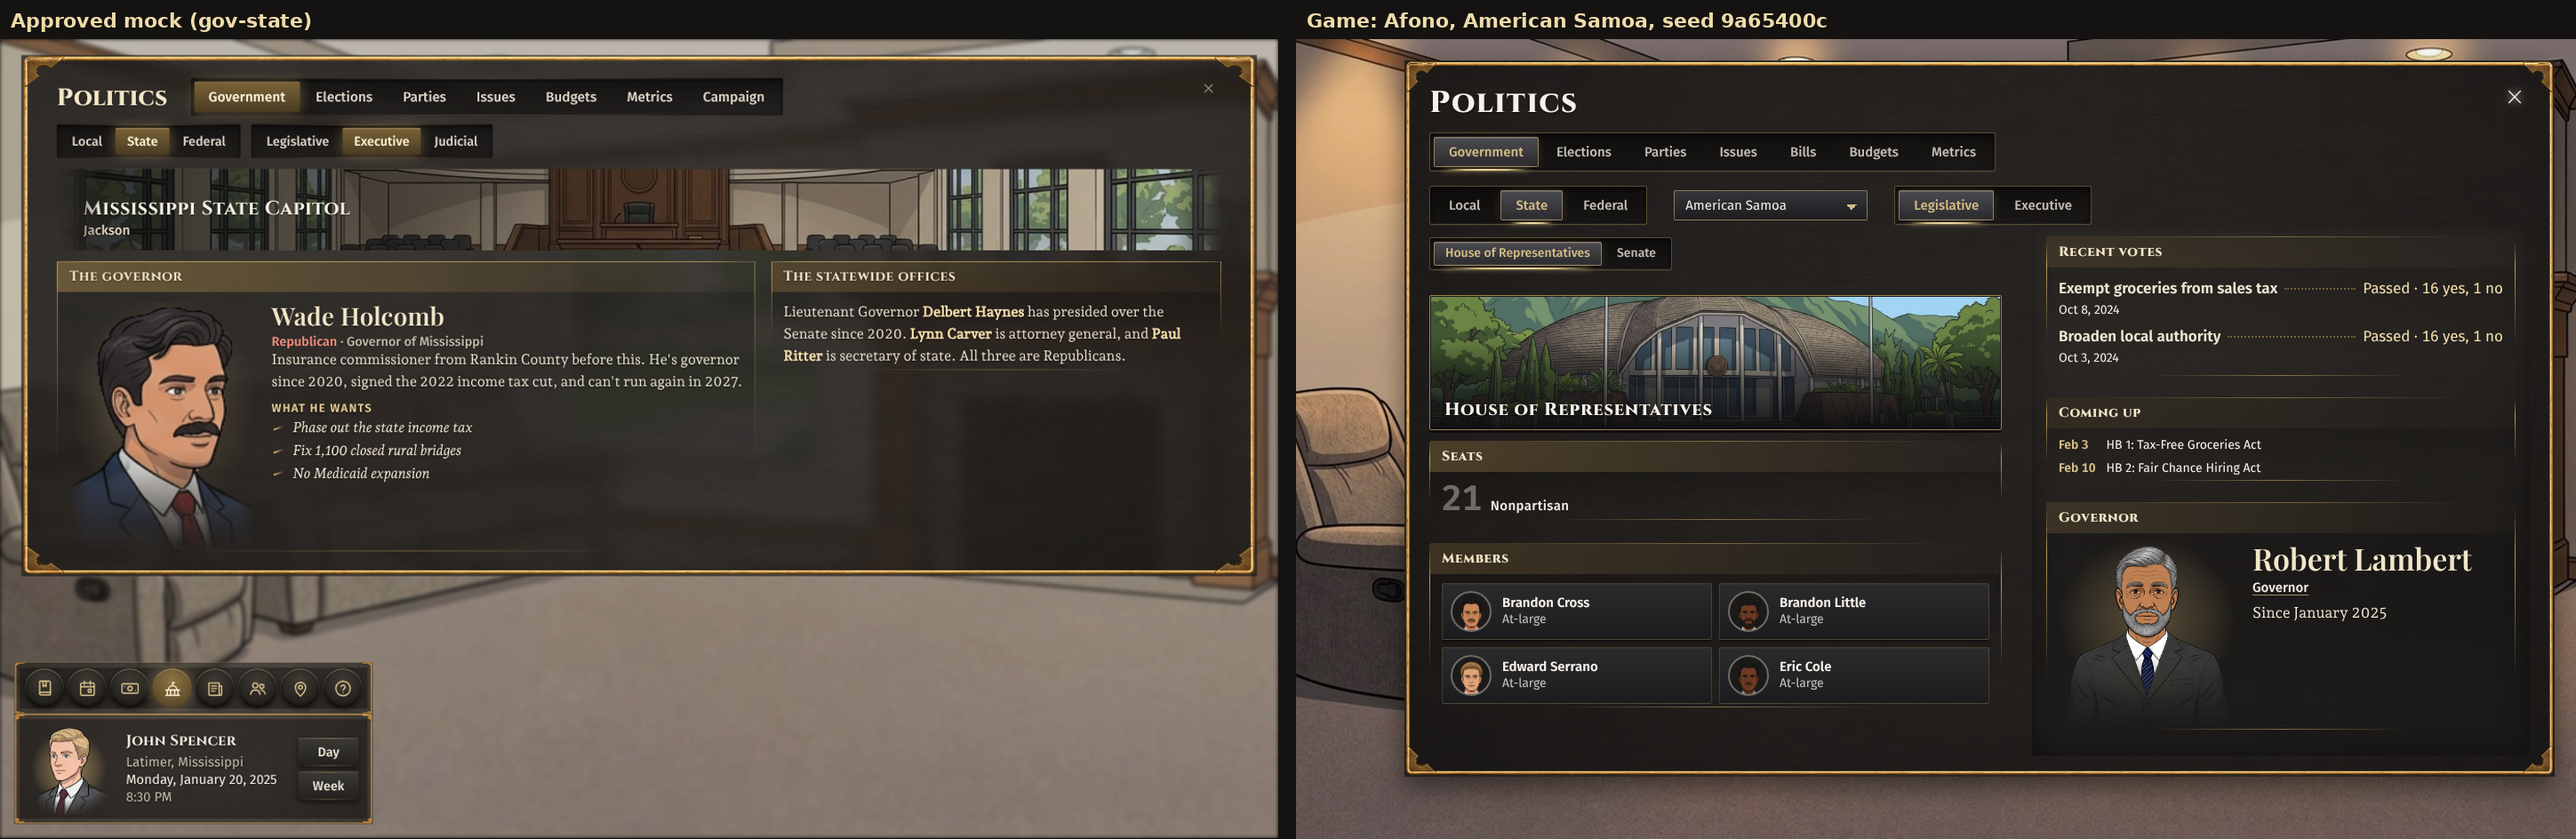 Approved mock (gov-state)
POLITICS
Government Elections Parties Issues Budgets Metrics Campaign
×
Local State Federal Legislative Executive Judicial
MISSISSIPPI STATE CAPITOL
Jackson
THE GOVERNOR
Wade Holcomb
Republican · Governor of Mississippi
Insurance commissioner from Rankin County before this. He's governor
since 2020, signed the 2022 income tax cut, and can't run again in 2027.
WHAT HE WANTS
Phase out the state income tax
Fix 1,100 closed rural bridges
No Medicaid expansion
THE STATEWIDE OFFICES
Lieutenant Governor Delbert Haynes has presided over the
Senate since 2020. Lynn Carver is attorney general, and Paul
Ritter is secretary of state. All three are Republicans.
JOHN SPENCER
Latimer, Mississippi
Monday, January 20, 2025
8:30 PM
Day
Week
Game: Afono, American Samoa, seed 9a65400c
POLITICS
Government Elections Parties Issues Bills Budgets Metrics
Local State Federal American Samoa Legislative Executive
House of Representatives Senate
HOUSE OF REPRESENTATIVES
SEATS
21 Nonpartisan
MEMBERS
Brandon Cross
At-large
Brandon Little
At-large
Edward Serrano
At-large
Eric Cole
At-large
RECENT VOTES
Exempt groceries from sales tax Passed · 16 yes, 1 no
Oct 8, 2024
Broaden local authority Passed · 16 yes, 1 no
Oct 3, 2024
COMING UP
Feb 3 HB 1: Tax-Free Groceries Act
Feb 10 HB 2: Fair Chance Hiring Act
GOVERNOR
Robert Lambert
Governor
Since January 2025